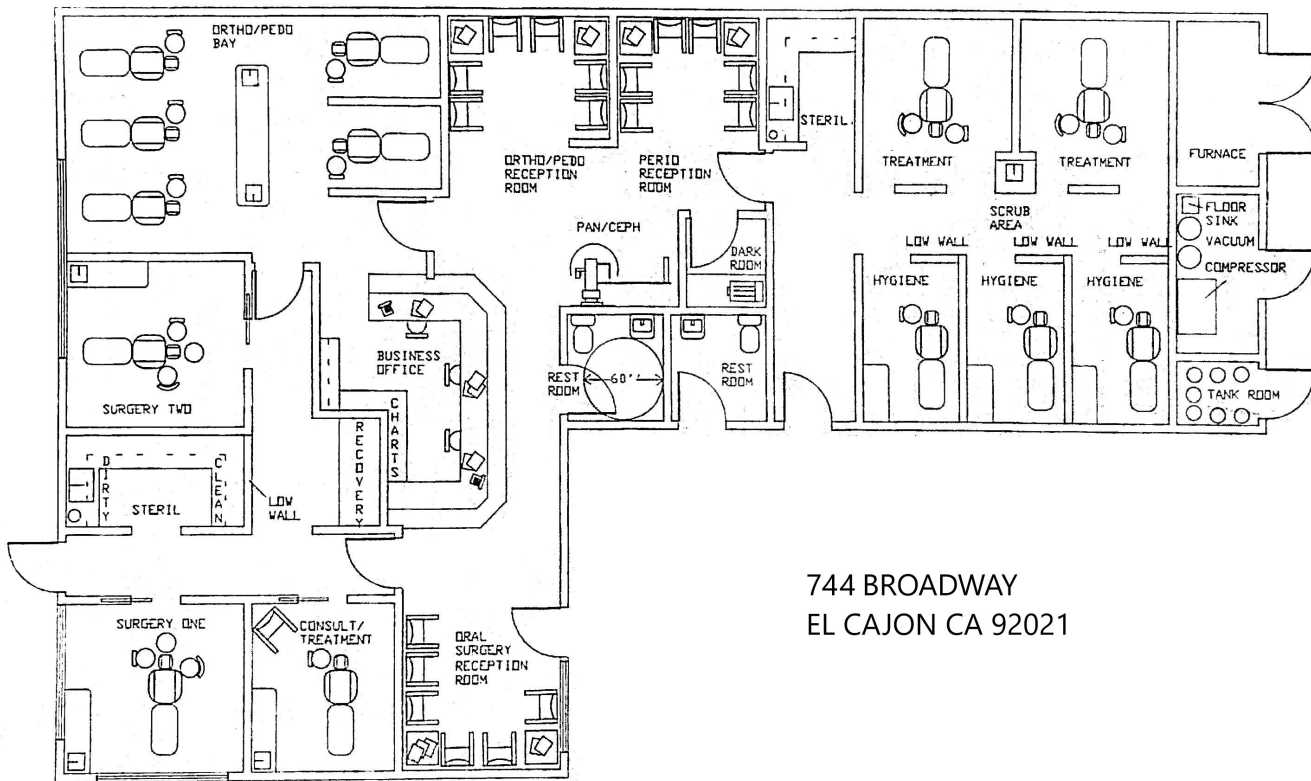 ORTHO/PEDO
BAY
ORTHO/PEDO
RECEPTION
ROOM
PERIO
RECEPTION
ROOM
STERIL.
TREATMENT
TREATMENT
FURNACE
SCRUB
AREA
FLOOR
SINK
VACUUM
COMPRESSOR
PAN/CEPH
DARK
ROOM
LOW WALL
LOW WALL
LOW WALL
HYGIENE
HYGIENE
HYGIENE
TANK ROOM
BUSINESS
OFFICE
REST
ROOM
60"
REST
ROOM
SURGERY TWO
CHARTS
RECOVERY
DIRTY
CLEAN
STERIL
LOW
WALL
SURGERY ONE
CONSULT/
TREATMENT
ORAL
SURGERY
RECEPTION
ROOM
744 BROADWAY
EL CAJON CA 92021